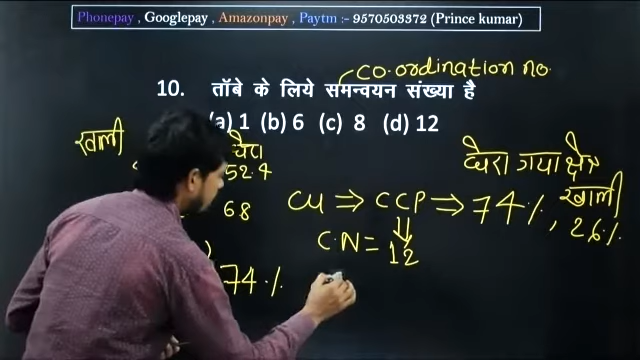 Phonepay , Googlepay , Amazonpay , Paytm :- 9570503372 (Prince kumar)
co.ordination no.
10. ताॅबे के लिये समन्वयन संख्या है
(a) 1 (b) 6 (c) 8 (d) 12
खाली
घेरा गया क्षेत्र
52.4
68
74%
Cu ⇒ CCP ⇒ 74%, खाली 26%
⇓
C.N = 12